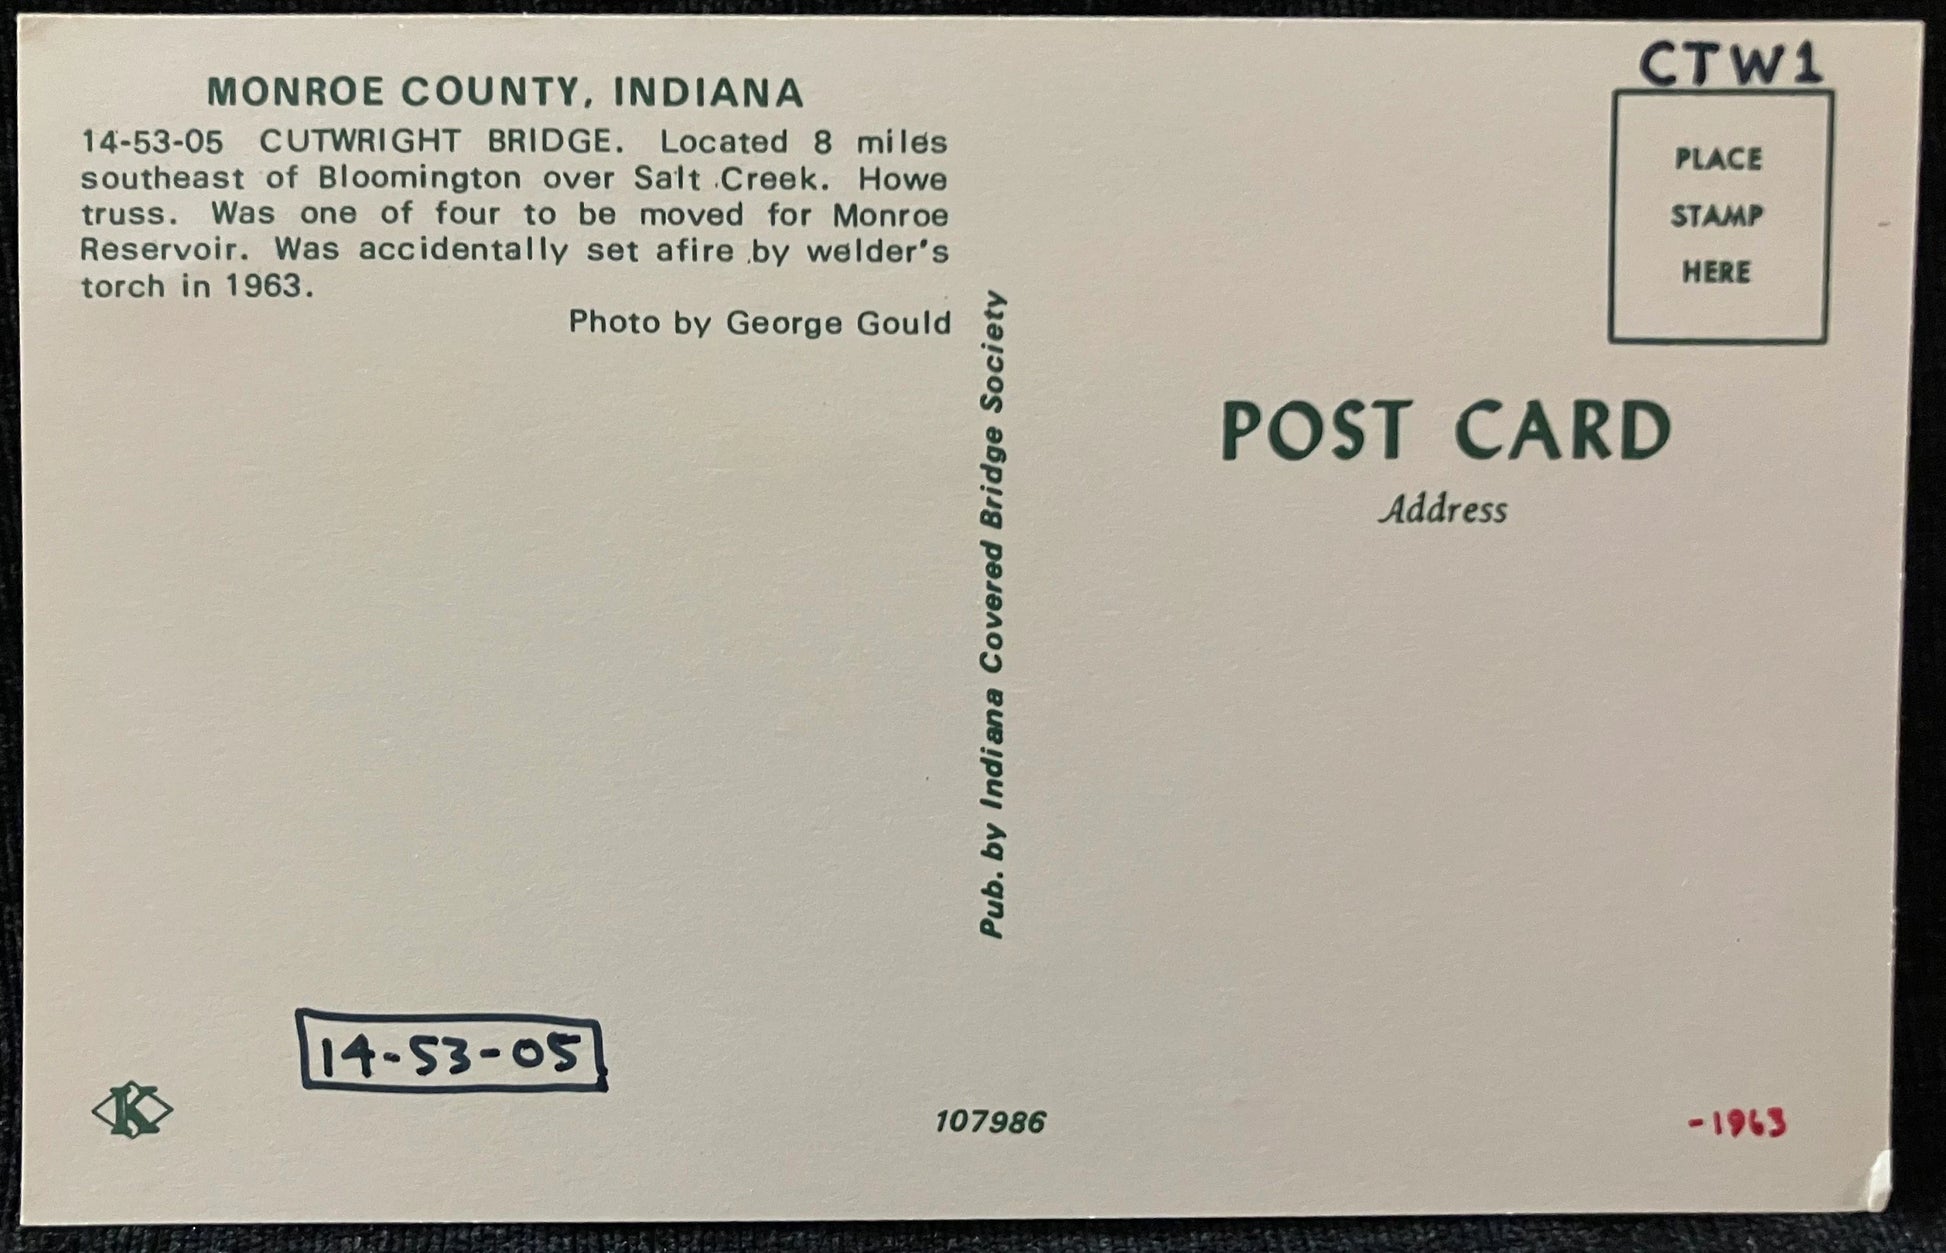 MONROE COUNTY, INDIANA
14-53-05 CUTWRIGHT BRIDGE. Located 8 miles
southeast of Bloomington over Salt Creek. Howe
truss. Was one of four to be moved for Monroe
Reservoir. Was accidentally set afire by welder's
torch in 1963.
Photo by George Gould
Pub. by Indiana Covered Bridge Society
CTW1
PLACE
STAMP
HERE
POST CARD
Address
14-53-05
K
107986
-1963